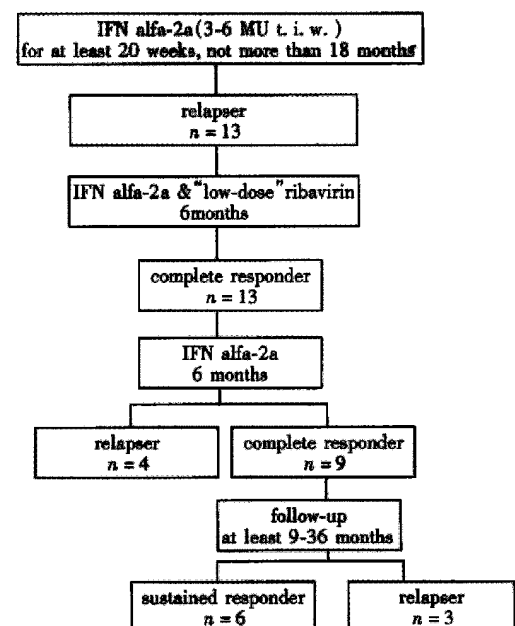 IFN alfa-2a(3-6 MU t. i. w. )
for at least 20 weeks, not more than 18 months
relapser
n = 13
IFN alfa-2a &“low-dose”ribavirin
6months
complete responder
n = 13
IFN alfa-2a
6 months
relapser
n = 4
complete responder
n = 9
follow-up
at least 9-36 months
sustained responder
n = 6
relapser
n = 3